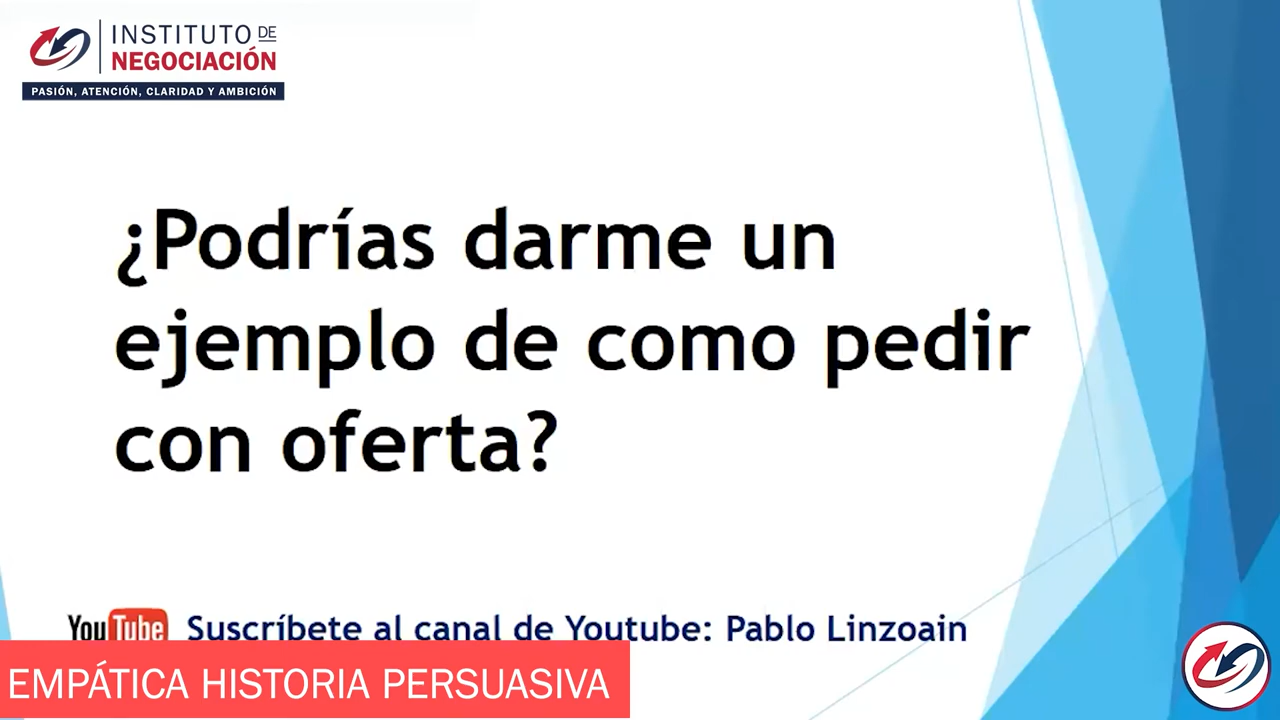 INSTITUTO DE
NEGOCIACIÓN
PASIÓN, ATENCIÓN, CLARIDAD Y AMBICIÓN
¿Podrías darme un
ejemplo de como pedir
con oferta?
YouTube Suscríbete al canal de Youtube: Pablo Linzoain
EMPÁTICA HISTORIA PERSUASIVA